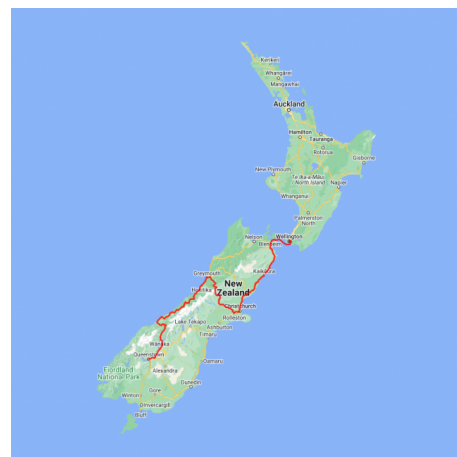 Kerikeri
Whangārei
Mangawhai
Auckland
Hamilton
Tauranga
Rotorua
Gisborne
New Plymouth
Te Ika-a-Māui
/ North Island
Napier
Whanganui
Palmerston
North
Nelson
Wellington
Blenheim
Kaikōura
Greymouth
Hokitika
New
Zealand
Christchurch
Rolleston
Lake Tekapo
Ashburton
Timaru
Wānaka
Queenstown
Oamaru
Fiordland
National Park
Alexandra
Dunedin
Gore
Winton
Invercargill
Bluff